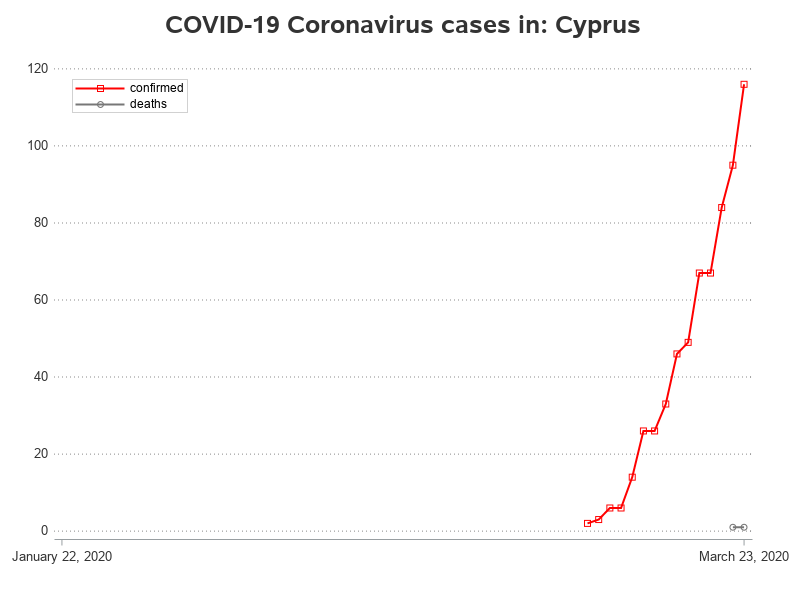 COVID-19 Coronavirus cases in: Cyprus
120
confirmed
deaths
100
80
60
40
20
0
January 22, 2020
March 23, 2020